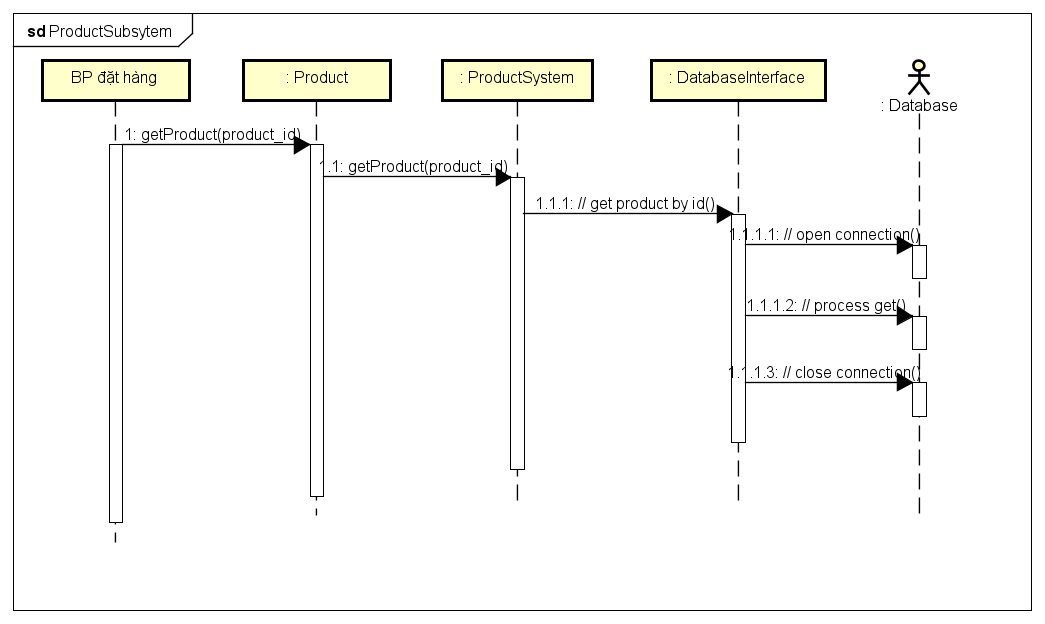 sd ProductSubsytem
BP đặt hàng
: Product
: ProductSystem
: DatabaseInterface
: Database
1: getProduct(product_id)
1.1: getProduct(product_id)
1.1.1: // get product by id()
1.1.1.1: // open connection()
1.1.1.2: // process get()
1.1.1.3: // close connection()